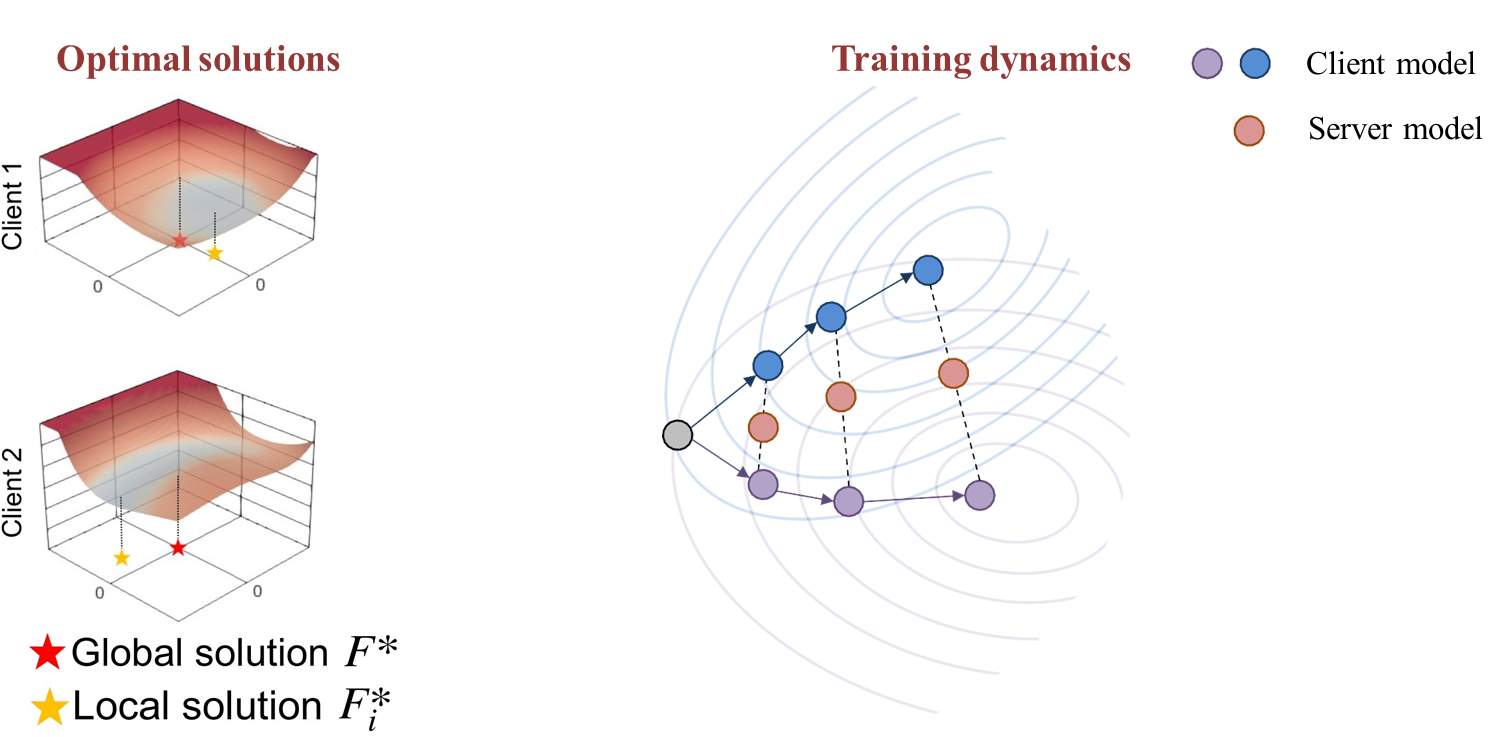 Optimal solutions
Client 1
0
0
Client 2
0
0
Global solution F*
Local solution F_i^*
Training dynamics
Client model
Server model